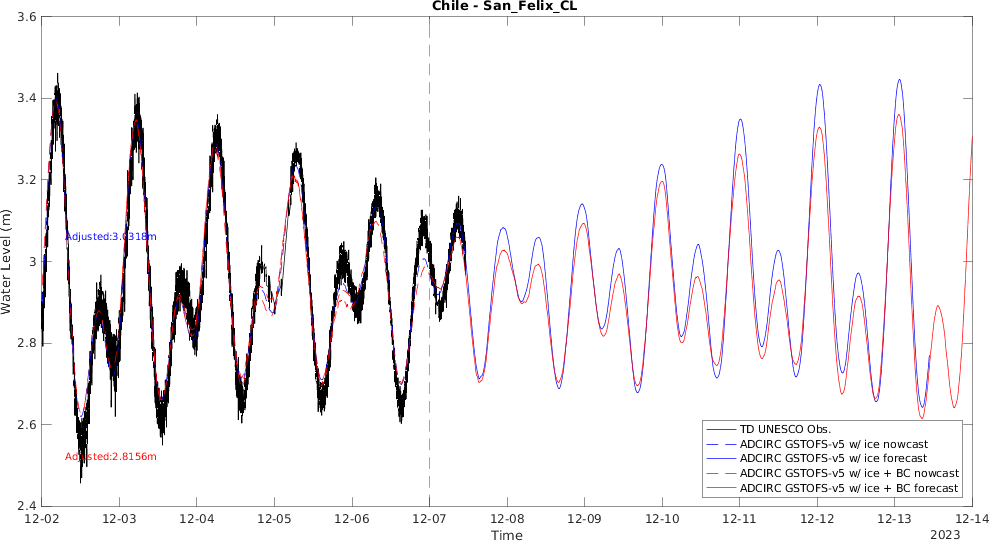 Chile - San_Felix_CL
3.6
3.4
3.2
3
2.8
2.6
2.4
Water Level (m)
Adjusted:3.0318m
Adjusted:2.8156m
TD UNESCO Obs.
ADCIRC GSTOFS-v5 w/ ice nowcast
ADCIRC GSTOFS-v5 w/ ice forecast
ADCIRC GSTOFS-v5 w/ ice + BC nowcast
ADCIRC GSTOFS-v5 w/ ice + BC forecast
12-02 12-03 12-04 12-05 12-06 12-07 12-08 12-09 12-10 12-11 12-12 12-13 12-14
Time
2023